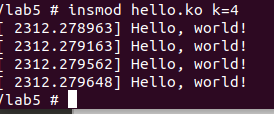 /lab5 # insmod hello.ko k=4
[ 2312.278963] Hello, world!
[ 2312.279163] Hello, world!
[ 2312.279562] Hello, world!
[ 2312.279648] Hello, world!
/lab5 #